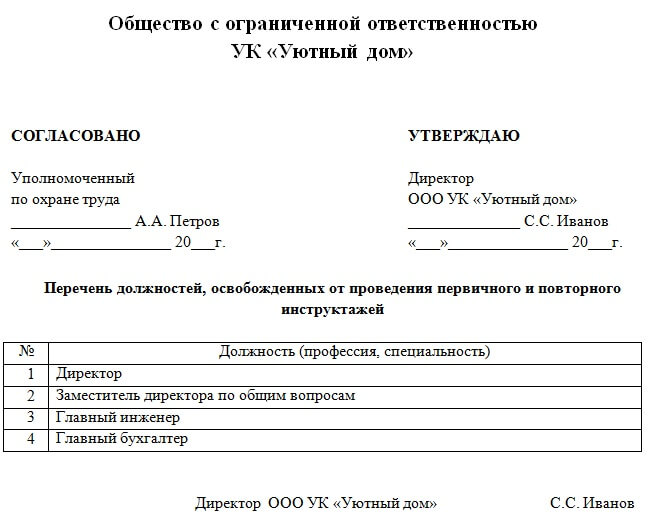 Общество с ограниченной ответственностью
УК «Уютный дом»
СОГЛАСОВАНО
Уполномоченный
по охране труда
_______________ А.А. Петров
«___»_______________ 20___г.
УТВЕРЖДАЮ
Директор
ООО УК «Уютный дом»
______________ С.С. Иванов
«___»_______________ 20___г.
Перечень должностей, освобожденных от проведения первичного и повторного
инструктажей
№ Должность (профессия, специальность)
1 Директор
2 Заместитель директора по общим вопросам
3 Главный инженер
4 Главный бухгалтер
Директор ООО УК «Уютный дом» С.С. Иванов